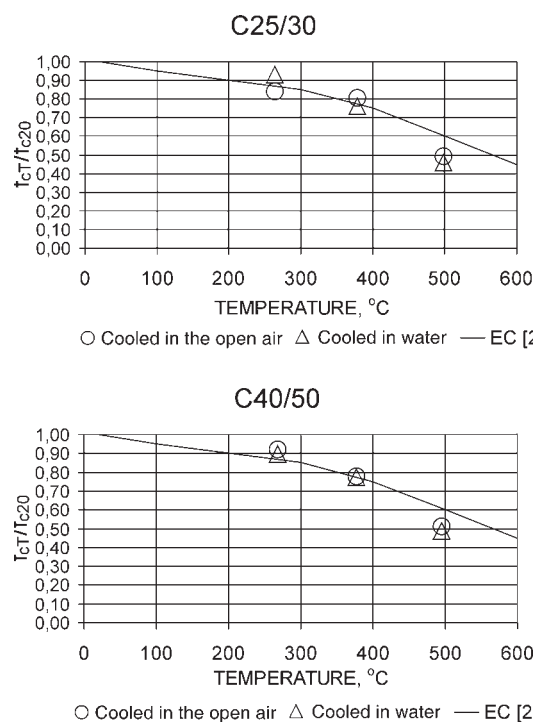 C25/30
1,00
0,90
0,80
0,70
0,60
0,50
0,40
0,30
0,20
0,10
0,00
fcT/fc20
0 100 200 300 400 500 600
TEMPERATURE, °C
Cooled in the open air Cooled in water EC [2
C40/50
1,00
0,90
0,80
0,70
0,60
0,50
0,40
0,30
0,20
0,10
0,00
fcT/fc20
0 100 200 300 400 500 600
TEMPERATURE, °C
Cooled in the open air Cooled in water EC [2